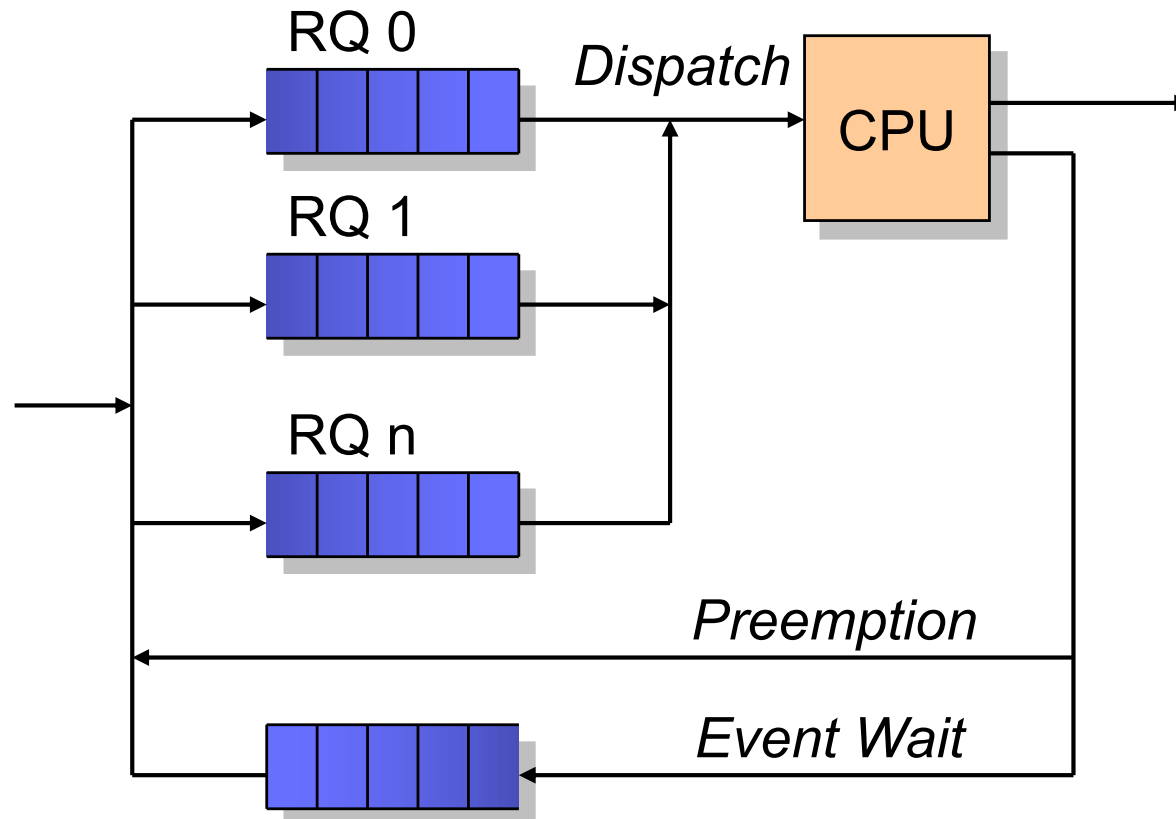 RQ 0
Dispatch
CPU
RQ 1
RQ n
Preemption
Event Wait